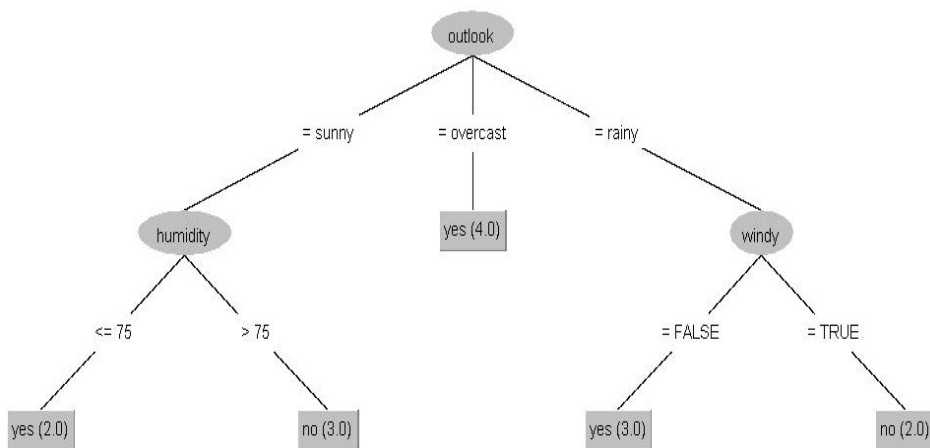 outlook
= sunny
= overcast
= rainy
humidity
yes (4.0)
windy
<= 75
> 75
= FALSE
= TRUE
yes (2.0)
no (3.0)
yes (3.0)
no (2.0)